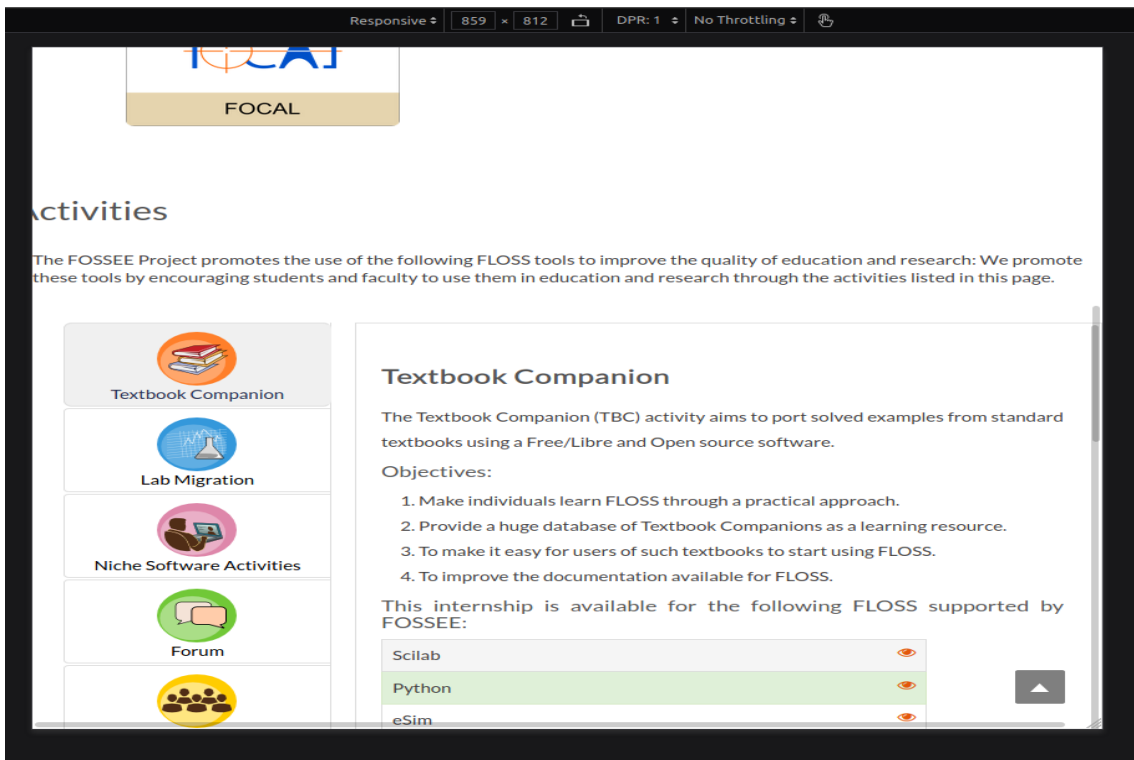 Responsive 859 × 812 DPR: 1 No Throttling
FOCAL
Activities
The FOSSEE Project promotes the use of the following FLOSS tools to improve the quality of education and research: We promote
these tools by encouraging students and faculty to use them in education and research through the activities listed in this page.
Textbook Companion
Lab Migration
Niche Software Activities
Forum
Textbook Companion
The Textbook Companion (TBC) activity aims to port solved examples from standard
textbooks using a Free/Libre and Open source software.
Objectives:
1. Make individuals learn FLOSS through a practical approach.
2. Provide a huge database of Textbook Companions as a learning resource.
3. To make it easy for users of such textbooks to start using FLOSS.
4. To improve the documentation available for FLOSS.
This internship is available for the following FLOSS supported by
FOSSEE:
Scilab
Python
eSim